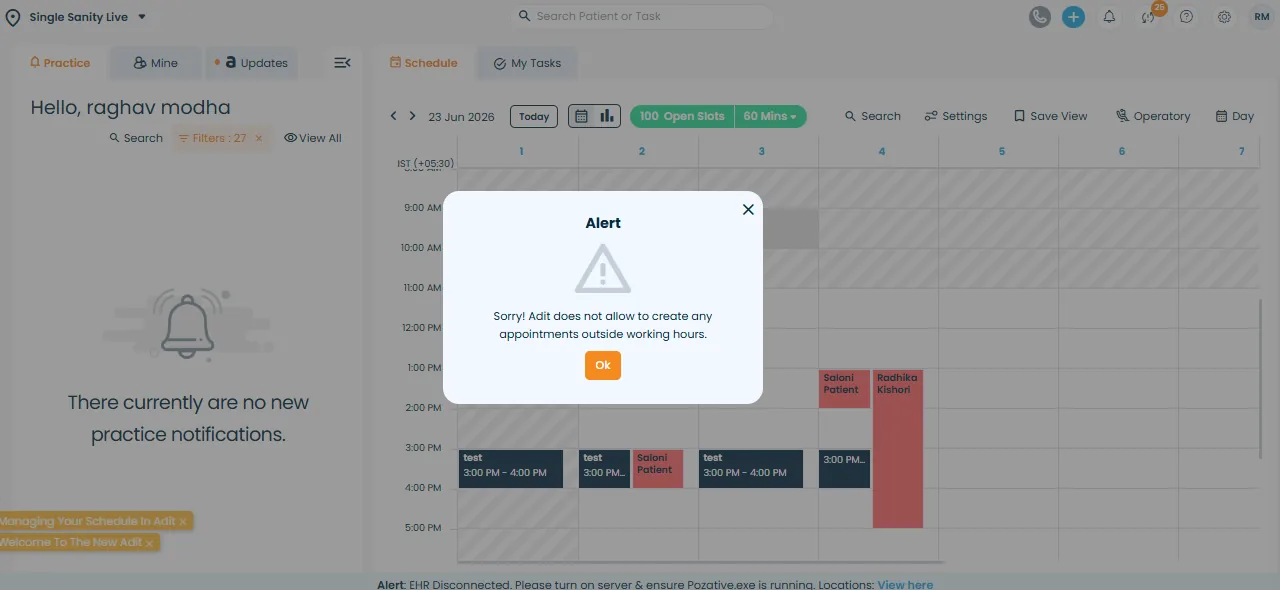 Single Sanity Live
Search Patient or Task
25
RM
Practice
Mine
Updates
Schedule
My Tasks
Hello, raghav modha
Search
Filters : 27 ×
View All
23 Jun 2026
Today
100 Open Slots
60 Mins
Search
Settings
Save View
Operatory
Day
IST (+05:30)
1
2
3
4
5
6
7
9:00 AM
10:00 AM
11:00 AM
12:00 PM
1:00 PM
2:00 PM
3:00 PM
4:00 PM
5:00 PM
Alert
Sorry! Adit does not allow to create any
appointments outside working hours.
Ok
Saloni
Patient
Radhika
Kishori
test
3:00 PM - 4:00 PM
test
3:00 PM...
Saloni
Patient
test
3:00 PM - 4:00 PM
3:00 PM...
There currently are no new
practice notifications.
Managing Your Schedule In Adit ×
Welcome To The New Adit ×
Alert: EHR Disconnected. Please turn on server & ensure Pozative.exe is running. Locations: View here